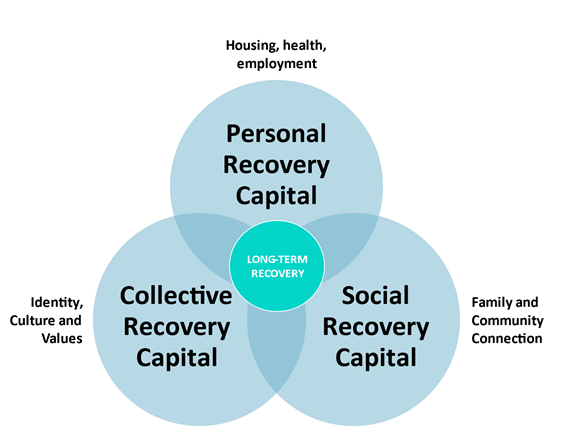 Housing, health,
employment
Personal
Recovery
Capital
LONG-TERM
RECOVERY
Identity,
Culture and
Values
Collective
Recovery
Capital
Social
Recovery
Capital
Family and
Community
Connection